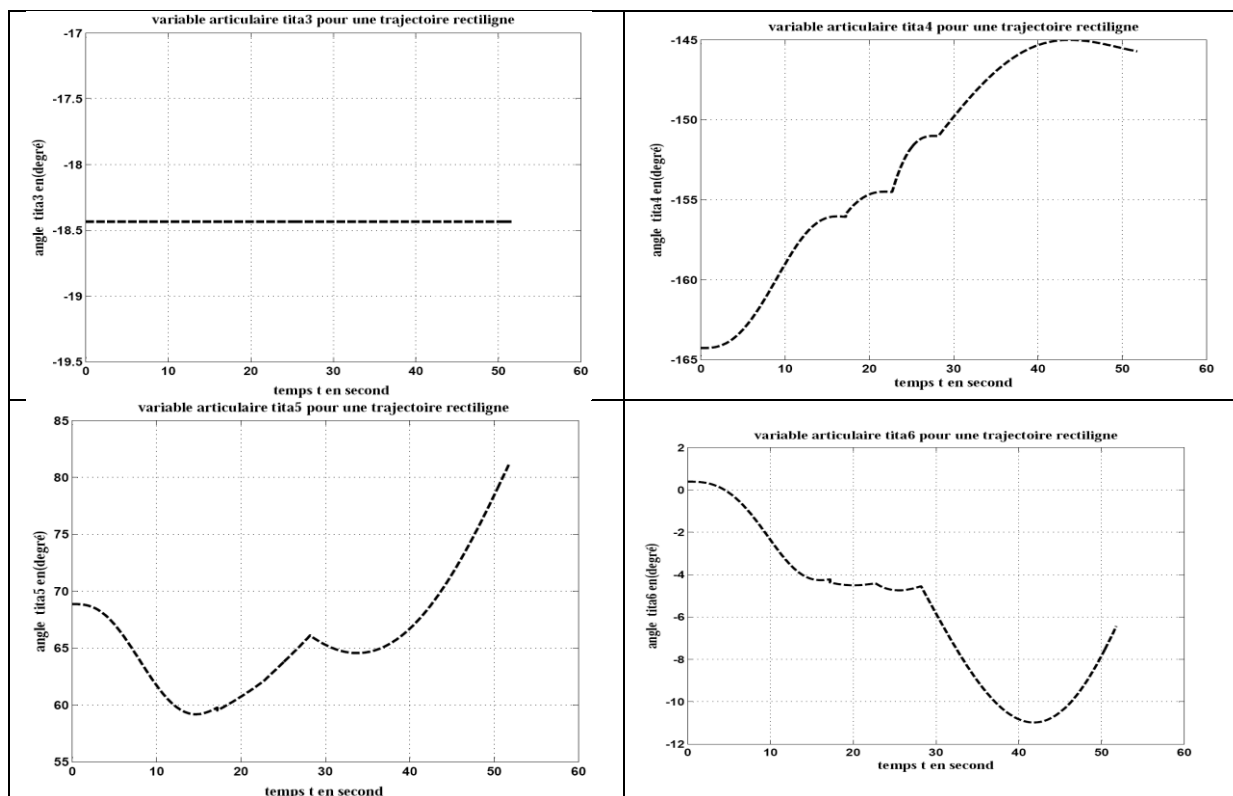 variable articulaire tita3 pour une trajectoire rectiligne
-17
-17.5
-18
-18.5
-19
-19.5
angle tita3 en(degré)
0 10 20 30 40 50 60
temps t en second
variable articulaire tita4 pour une trajectoire rectiligne
-145
-150
-155
-160
-165
angle tita4 en(degré)
0 10 20 30 40 50 60
temps t en second
variable articulaire tita5 pour une trajectoire rectiligne
85
80
75
70
65
60
55
angle tita5 en(degré)
0 10 20 30 40 50 60
temps t en second
variable articulaire tita6 pour une trajectoire rectiligne
2
0
-2
-4
-6
-8
-10
-12
angle tita6 en(degré)
0 10 20 30 40 50 60
temps t en second